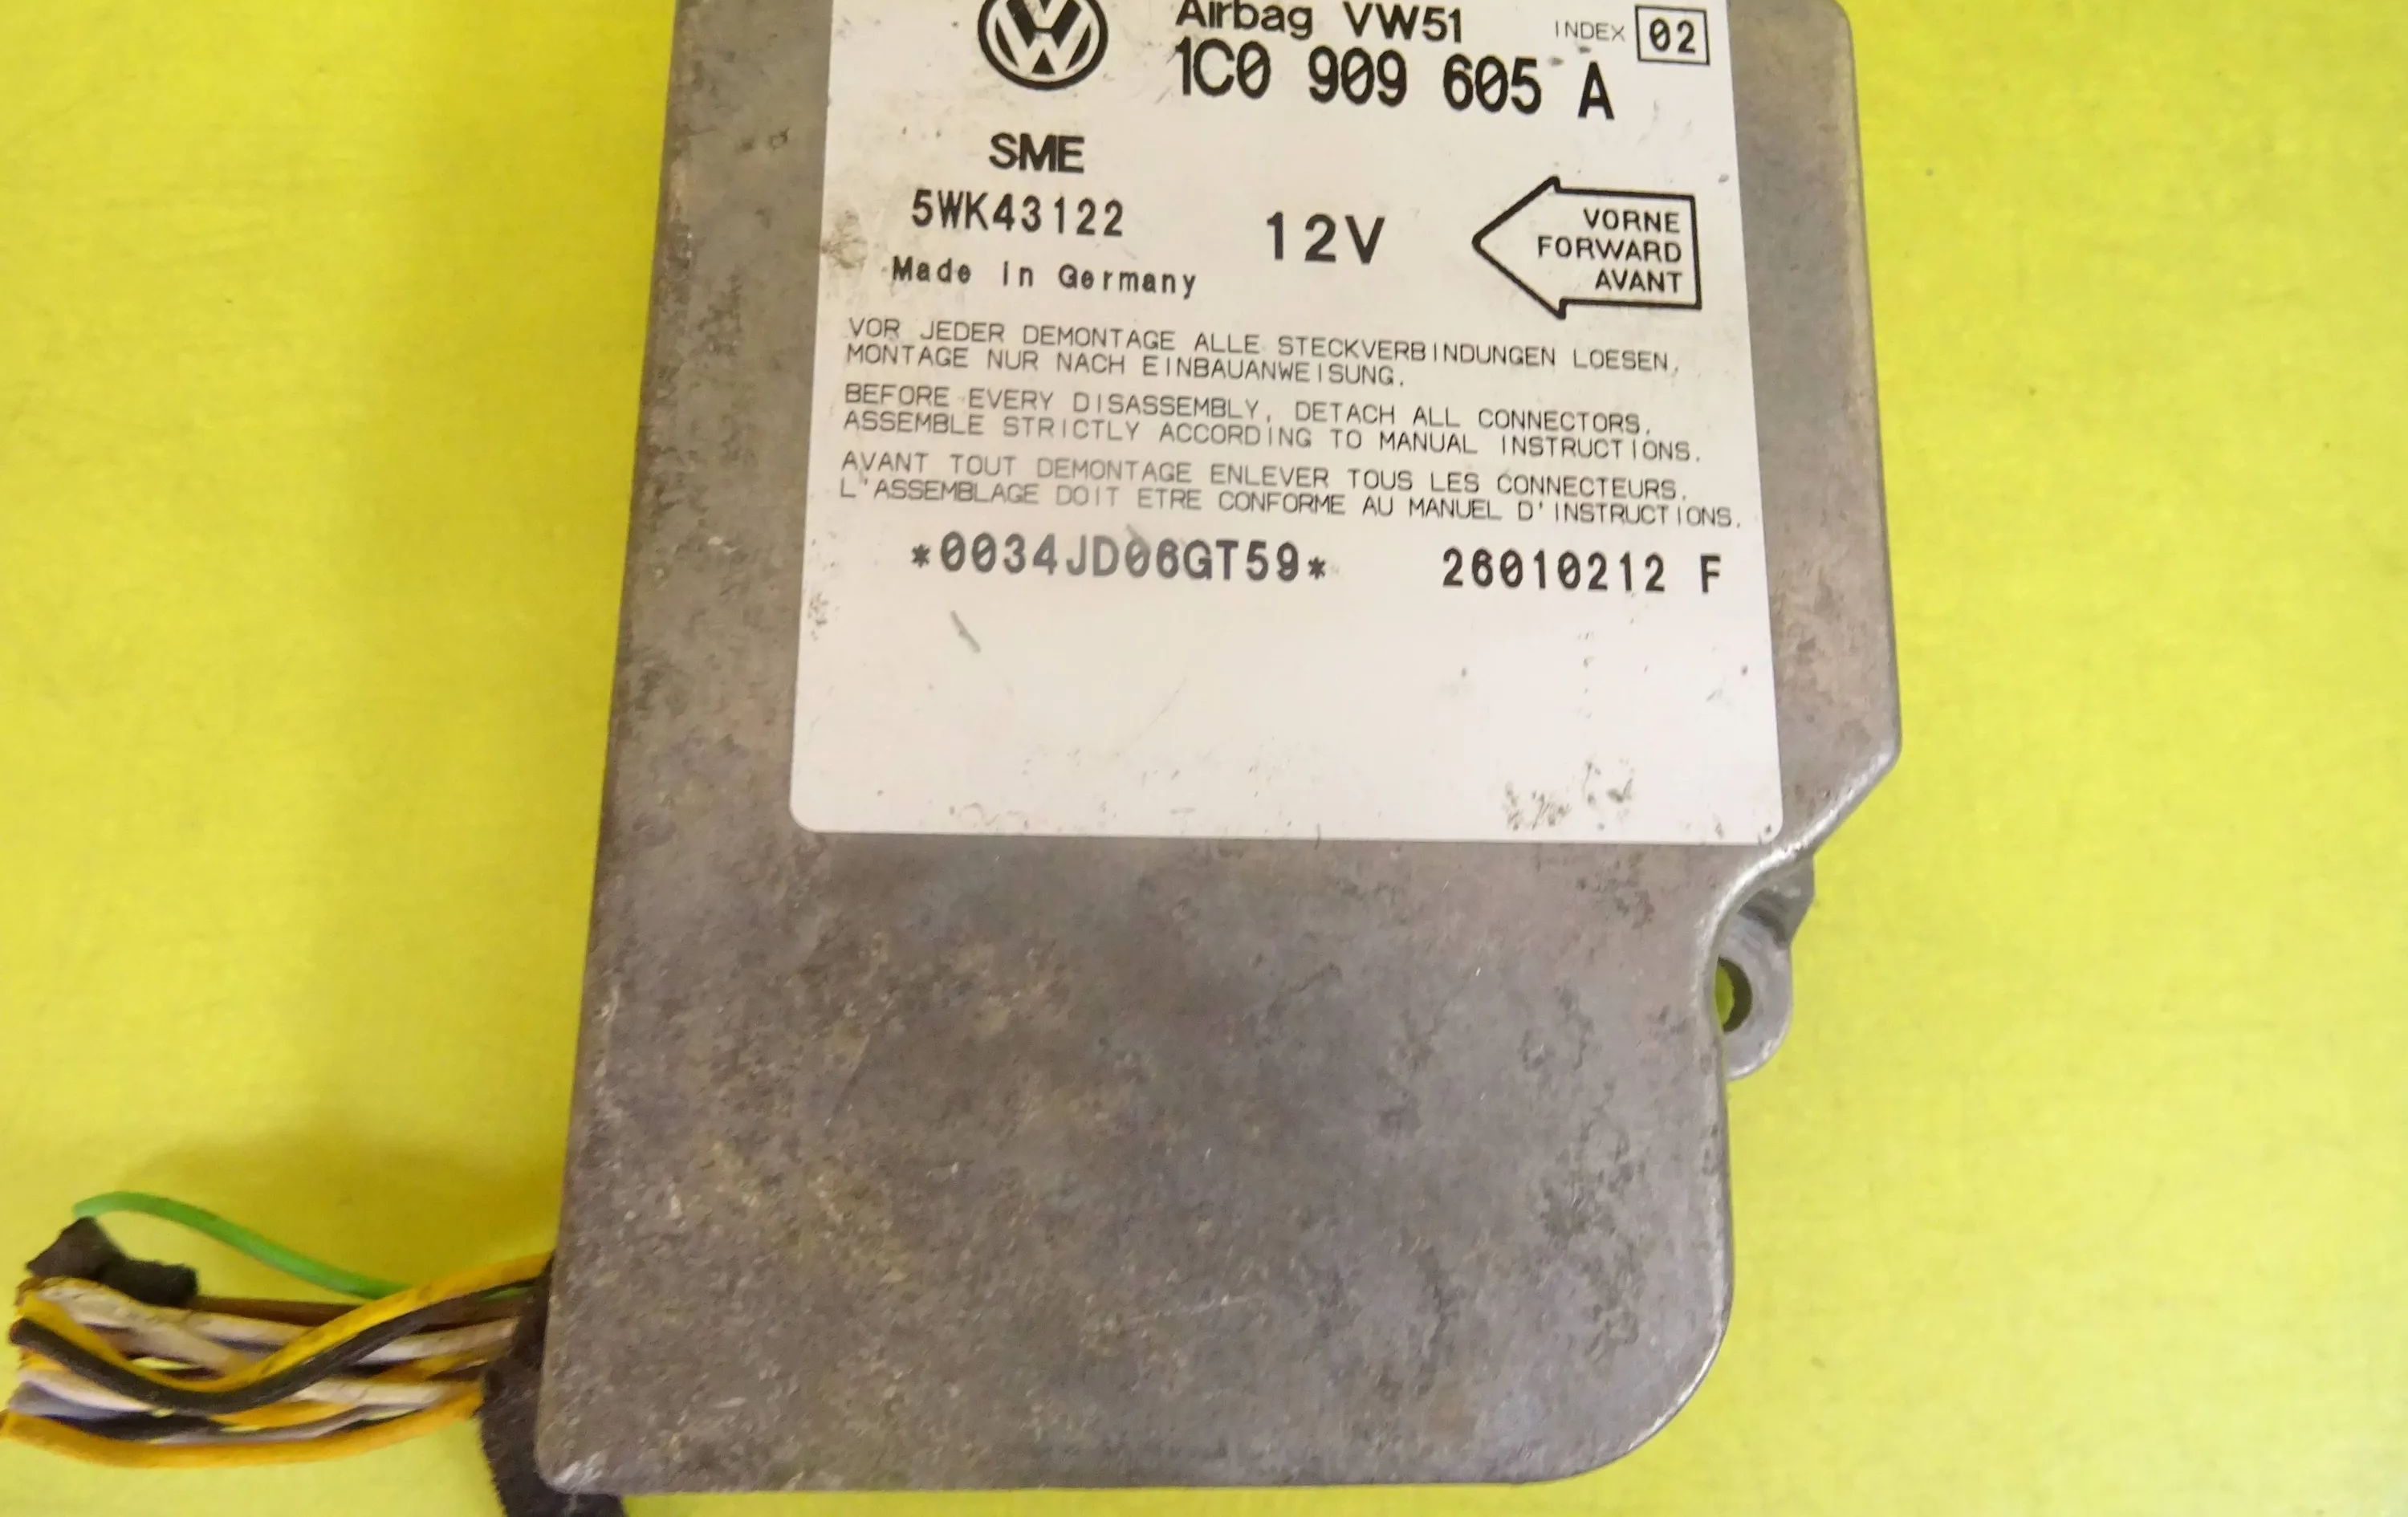 Airbag VW51 INDEX 02
1C0 909 605 A
SME
5WK43122
Made in Germany
12V
VORNE
FORWARD
AVANT
VOR JEDER DEMONTAGE ALLE STECKVERBINDUNGEN LOESEN.
MONTAGE NUR NACH EINBAUANWEISUNG.
BEFORE EVERY DISASSEMBLY, DETACH ALL CONNECTORS.
ASSEMBLE STRICTLY ACCORDING TO MANUAL INSTRUCTIONS.
AVANT TOUT DEMONTAGE ENLEVER TOUS LES CONNECTEURS.
L'ASSEMBLAGE DOIT ETRE CONFORME AU MANUEL D'INSTRUCTIONS.
*0034JD06GT59* 26010212 F